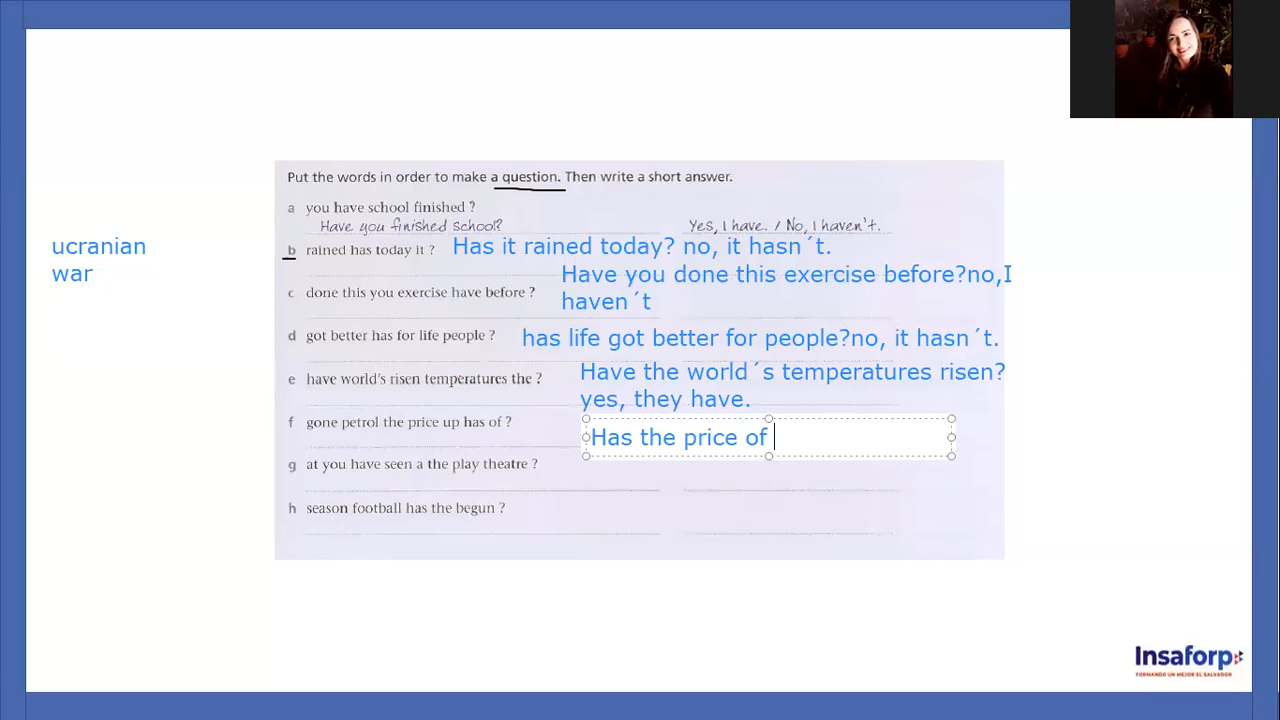 Put the words in order to make a question. Then write a short answer.
a you have school finished ?
Have you finished school? Yes, I have. / No, I haven't.
ucranian
war
b rained has today it ? Has it rained today? no, it hasn´t.
Have you done this exercise before?no,I
c done this you exercise have before ? haven´t
d got better has for life people ? has life got better for people?no, it hasn´t.
e have world's risen temperatures the ? Have the world´s temperatures risen?
yes, they have.
f gone petrol the price up has of ? Has the price of
g at you have seen a the play theatre ?
h season football has the begun ?
Insaforp
FORMANDO UN MEJOR EL SALVADOR